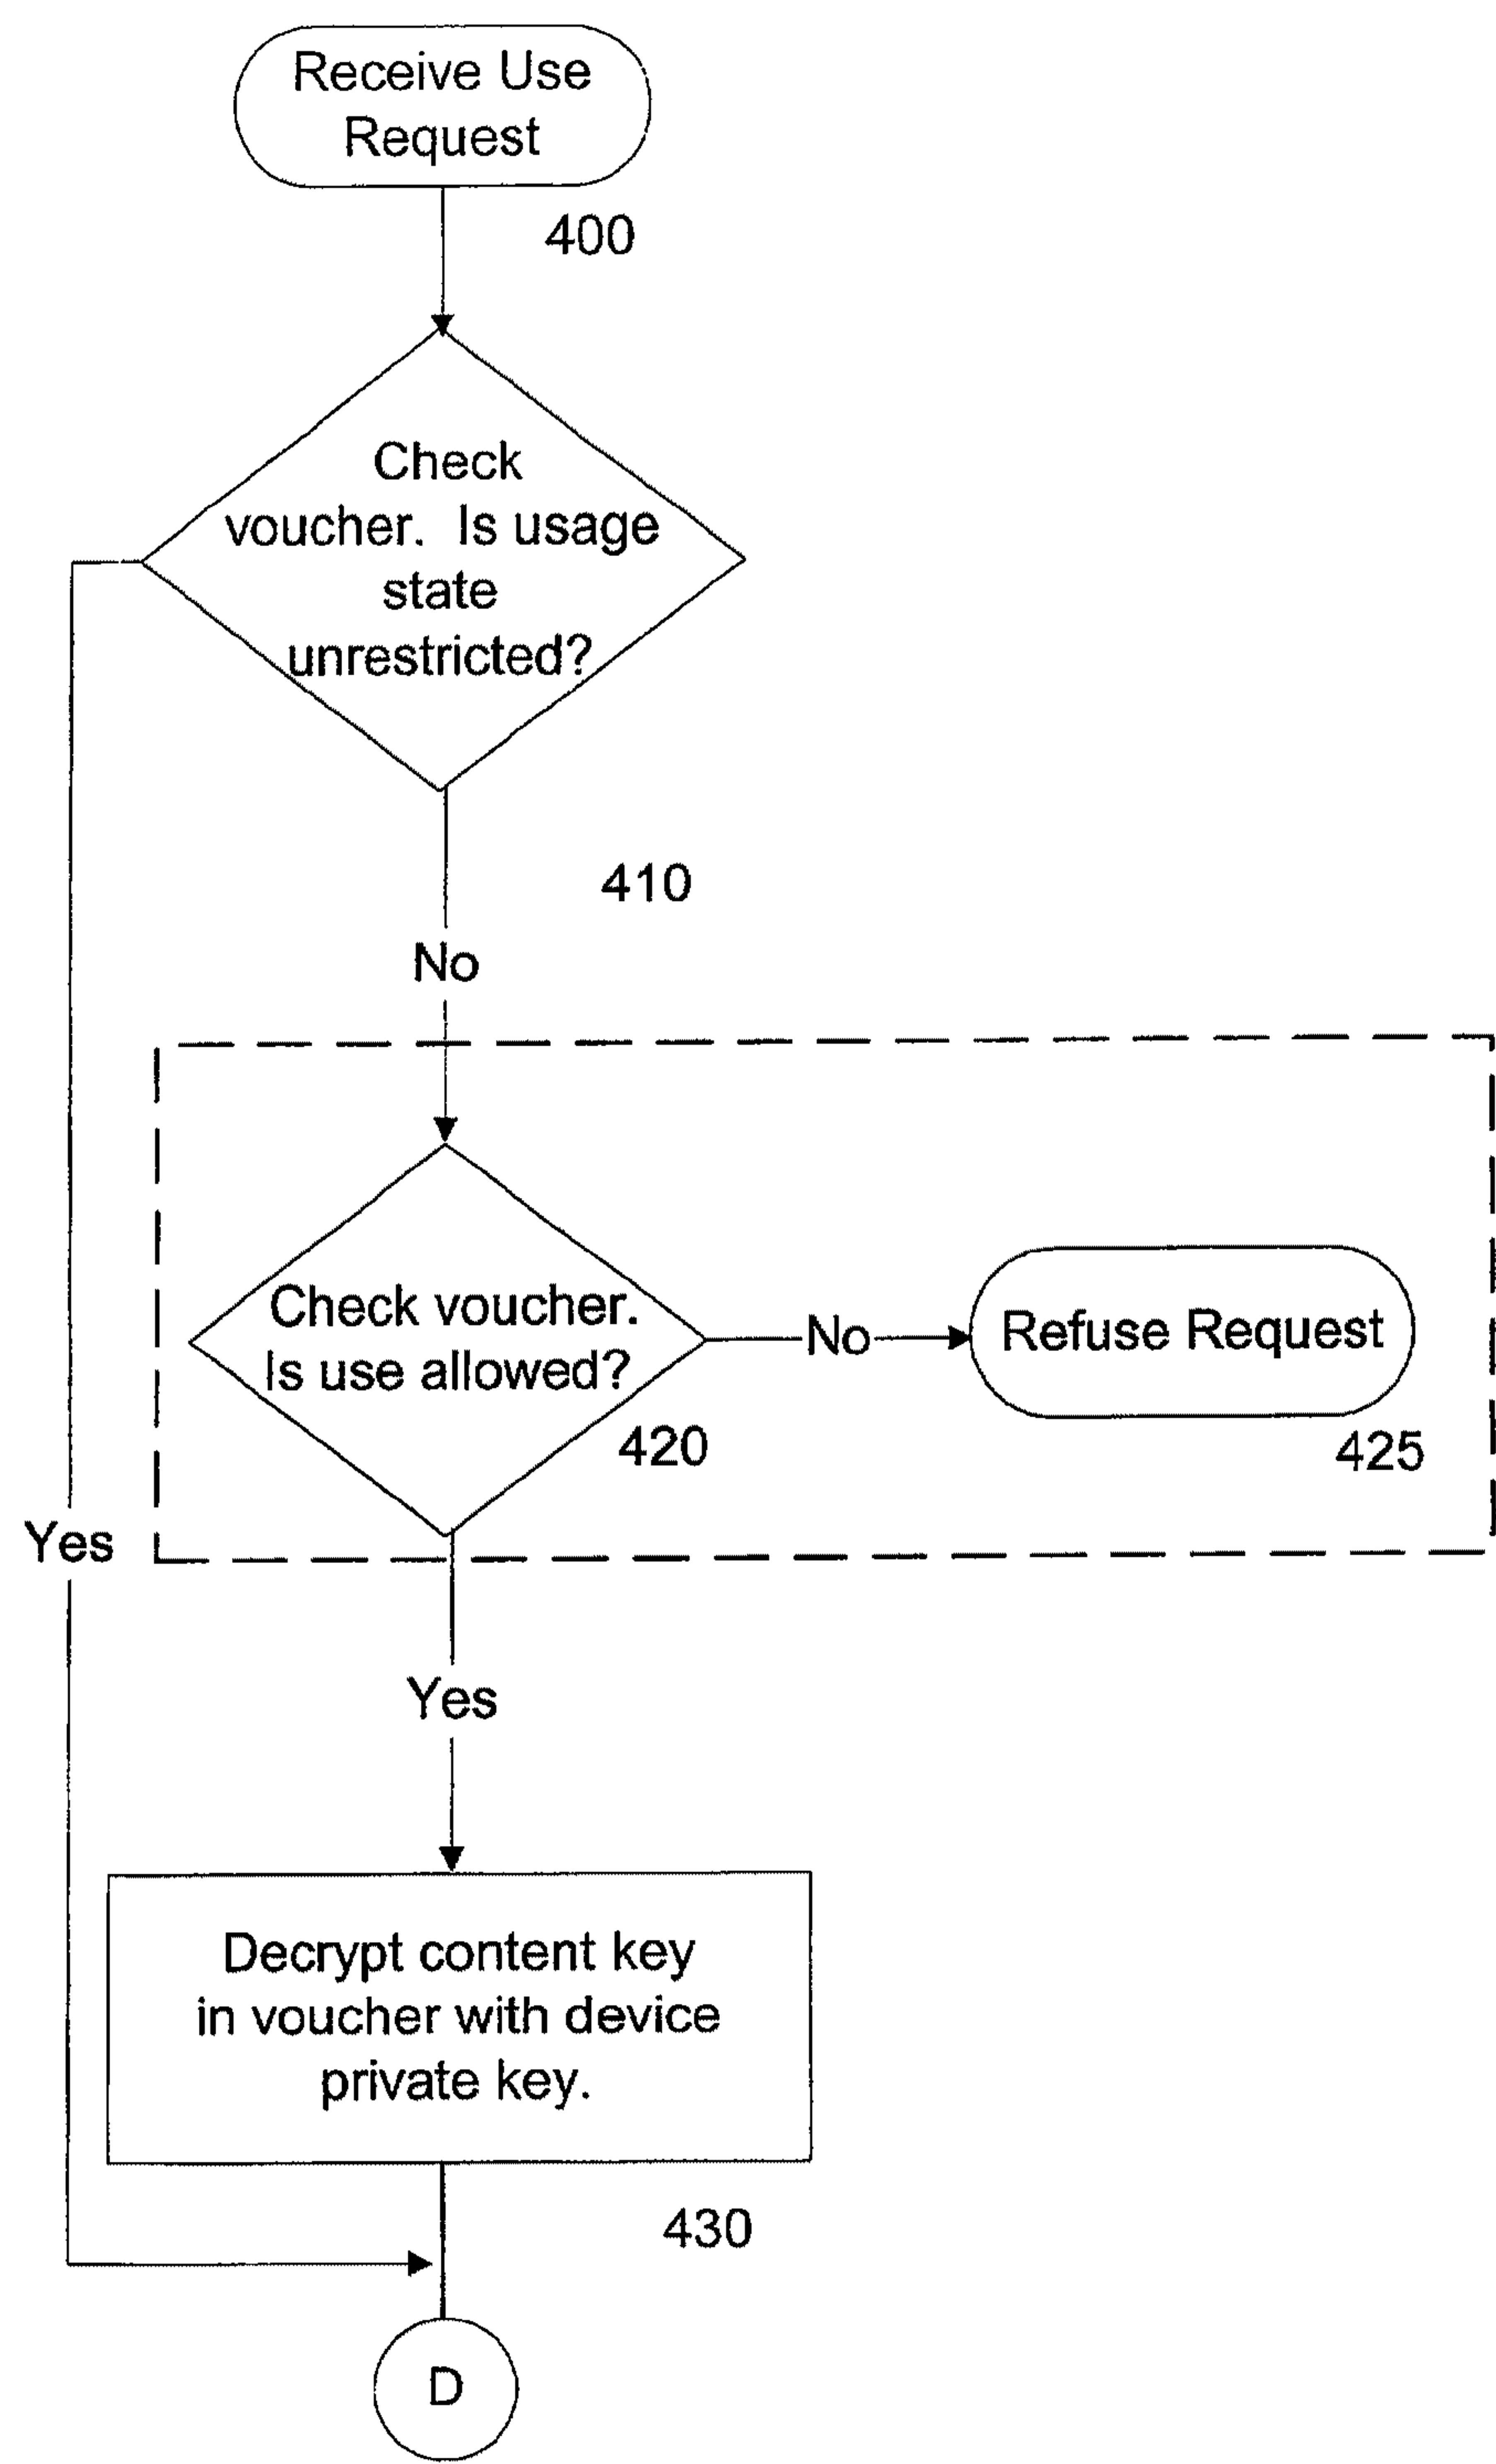 Receive Use
Request
400
Check
voucher. Is usage
state
unrestricted?
410
No
Check voucher.
Is use allowed?
No
Refuse Request
420
425
Yes
Yes
Decrypt content key
in voucher with device
private key.
430
D